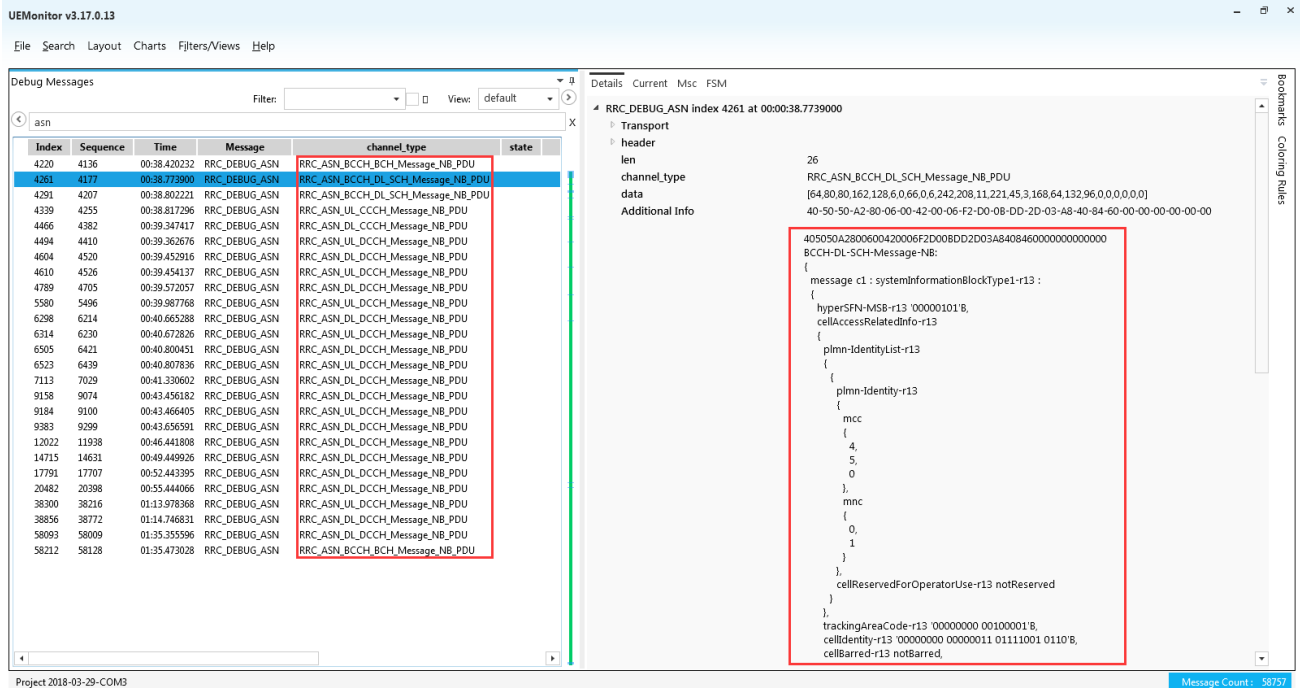 UEMonitor v3.17.0.13
File Search Layout Charts Filters/Views Help
Debug Messages
Filter: View: default
asn X
Index Sequence Time Message channel_type state
4220 4136 00:38.420232 RRC_DEBUG_ASN RRC_ASN_BCCH_BCH_Message_NB_PDU
4261 4177 00:38.773900 RRC_DEBUG_ASN RRC_ASN_BCCH_DL_SCH_Message_NB_PDU
4291 4207 00:38.802221 RRC_DEBUG_ASN RRC_ASN_BCCH_DL_SCH_Message_NB_PDU
4339 4255 00:38.817296 RRC_DEBUG_ASN RRC_ASN_UL_CCCH_Message_NB_PDU
4466 4382 00:39.347417 RRC_DEBUG_ASN RRC_ASN_DL_CCCH_Message_NB_PDU
4494 4410 00:39.362676 RRC_DEBUG_ASN RRC_ASN_UL_DCCH_Message_NB_PDU
4604 4520 00:39.452916 RRC_DEBUG_ASN RRC_ASN_DL_DCCH_Message_NB_PDU
4610 4526 00:39.454137 RRC_DEBUG_ASN RRC_ASN_UL_DCCH_Message_NB_PDU
4789 4705 00:39.572057 RRC_DEBUG_ASN RRC_ASN_DL_DCCH_Message_NB_PDU
5580 5496 00:39.987768 RRC_DEBUG_ASN RRC_ASN_UL_DCCH_Message_NB_PDU
6298 6214 00:40.665288 RRC_DEBUG_ASN RRC_ASN_DL_DCCH_Message_NB_PDU
6314 6230 00:40.672826 RRC_DEBUG_ASN RRC_ASN_UL_DCCH_Message_NB_PDU
6505 6421 00:40.800451 RRC_DEBUG_ASN RRC_ASN_DL_DCCH_Message_NB_PDU
6523 6439 00:40.807836 RRC_DEBUG_ASN RRC_ASN_UL_DCCH_Message_NB_PDU
7113 7029 00:41.330602 RRC_DEBUG_ASN RRC_ASN_DL_DCCH_Message_NB_PDU
9158 9074 00:43.456182 RRC_DEBUG_ASN RRC_ASN_DL_DCCH_Message_NB_PDU
9184 9100 00:43.466405 RRC_DEBUG_ASN RRC_ASN_UL_DCCH_Message_NB_PDU
9383 9299 00:43.656591 RRC_DEBUG_ASN RRC_ASN_DL_DCCH_Message_NB_PDU
12022 11938 00:46.441808 RRC_DEBUG_ASN RRC_ASN_DL_DCCH_Message_NB_PDU
14715 14631 00:49.449926 RRC_DEBUG_ASN RRC_ASN_DL_DCCH_Message_NB_PDU
17791 17707 00:52.443395 RRC_DEBUG_ASN RRC_ASN_DL_DCCH_Message_NB_PDU
20482 20398 00:55.444066 RRC_DEBUG_ASN RRC_ASN_DL_DCCH_Message_NB_PDU
38300 38216 01:13.978368 RRC_DEBUG_ASN RRC_ASN_UL_DCCH_Message_NB_PDU
38856 38772 01:14.746831 RRC_DEBUG_ASN RRC_ASN_DL_DCCH_Message_NB_PDU
58093 58009 01:35.355596 RRC_DEBUG_ASN RRC_ASN_DL_DCCH_Message_NB_PDU
58212 58128 01:35.473028 RRC_DEBUG_ASN RRC_ASN_BCCH_BCH_Message_NB_PDU
Details Current Msc FSM
RRC_DEBUG_ASN index 4261 at 00:00:38.7739000
Transport
header
len 26
channel_type RRC_ASN_BCCH_DL_SCH_Message_NB_PDU
data [64,80,80,162,128,6,0,66,0,6,242,208,11,221,45,3,168,64,132,96,0,0,0,0,0,0]
Additional Info 40-50-50-A2-80-06-00-42-00-06-F2-D0-0B-DD-2D-03-A8-40-84-60-00-00-00-00-00-00
405050A2800600420006F2D00BDD2D03A8408460000000000000
BCCH-DL-SCH-Message-NB:
{
message c1 : systemInformationBlockType1-r13 :
{
hyperSFN-MSB-r13 '00000101'B,
cellAccessRelatedInfo-r13
{
plmn-IdentityList-r13
{
{
plmn-Identity-r13
{
mcc
{
4,
5,
0
},
mnc
{
0,
1
}
},
cellReservedForOperatorUse-r13 notReserved
}
},
trackingAreaCode-r13 '00000000 00100001'B,
cellIdentity-r13 '00000000 00000011 01111001 0110'B,
cellBarred-r13 notBarred,
Bookmarks
Coloring Rules
Project 2018-03-29-COM3
Message Count : 58757